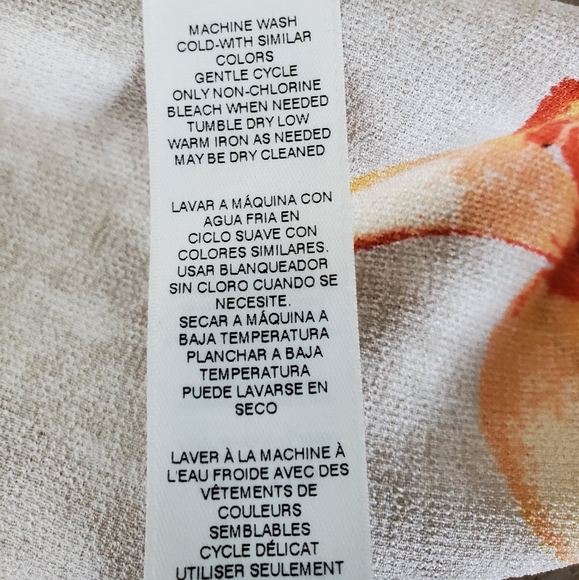 MACHINE WASH
COLD-WITH SIMILAR
COLORS
GENTLE CYCLE
ONLY NON-CHLORINE
BLEACH WHEN NEEDED
TUMBLE DRY LOW
WARM IRON AS NEEDED
MAY BE DRY CLEANED
LAVAR A MÁQUINA CON
AGUA FRIA EN
CICLO SUAVE CON
COLORES SIMILARES.
USAR BLANQUEADOR
SIN CLORO CUANDO SE
NECESITE.
SECAR A MÁQUINA A
BAJA TEMPERATURA
PLANCHAR A BAJA
TEMPERATURA
PUEDE LAVARSE EN
SECO
LAVER À LA MACHINE À
L'EAU FROIDE AVEC DES
VÊTEMENTS DE
COULEURS
SEMBLABLES
CYCLE DÉLICAT
UTILISER SEULEMENT